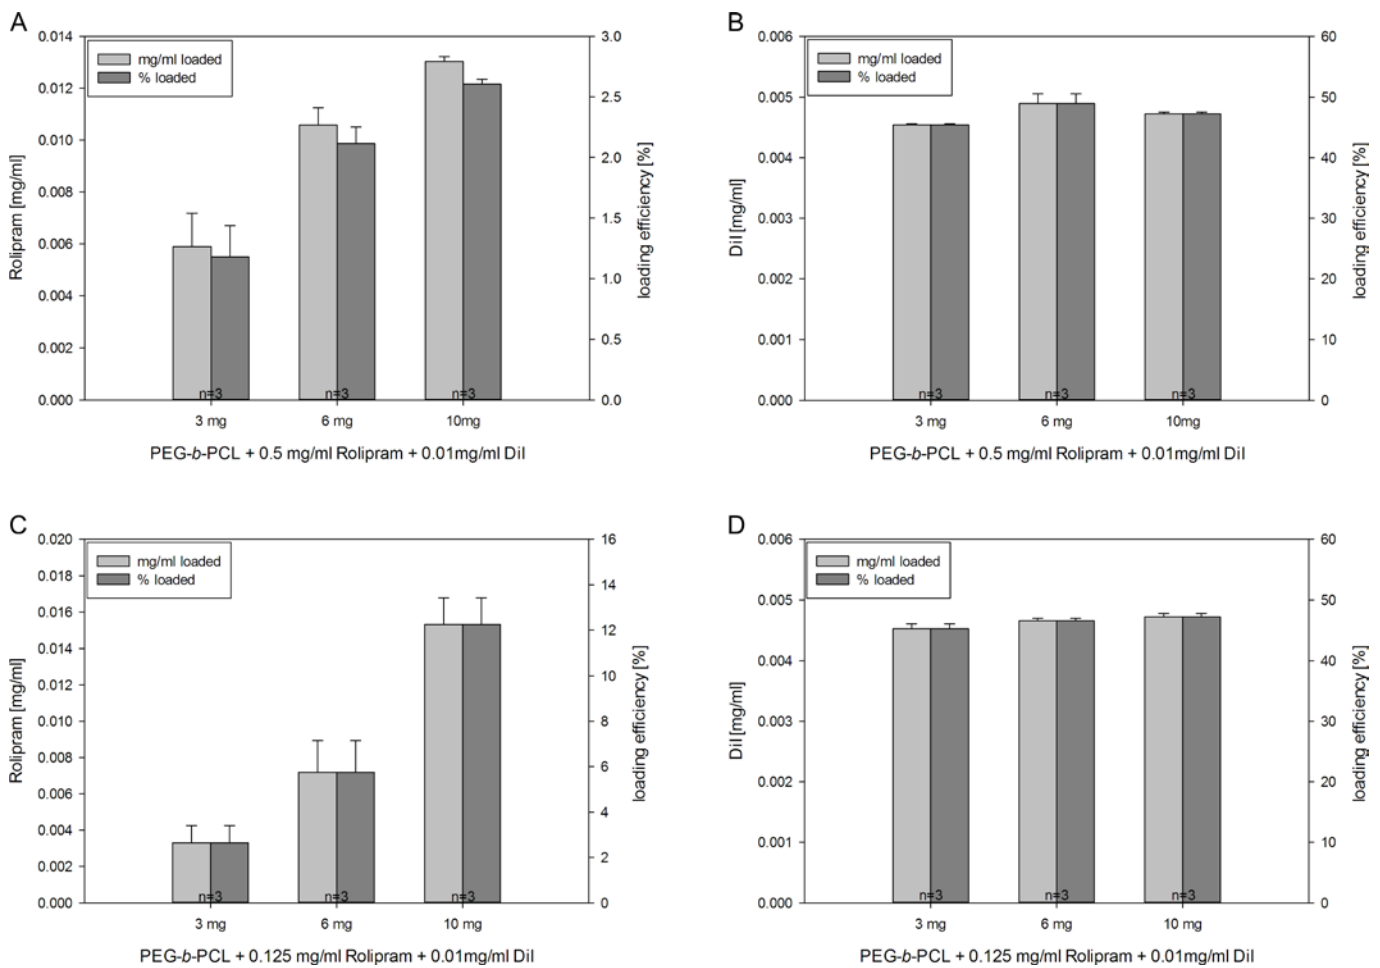 A
0.014
0.012
0.010
0.008
0.006
0.004
0.002
0.000
Rolipram [mg/ml]
mg/ml loaded
% loaded
3.0
2.5
2.0
1.5
1.0
0.5
0.0
loading efficiency [%]
n=3
n=3
n=3
3 mg
6 mg
10mg
PEG-b-PCL + 0.5 mg/ml Rolipram + 0.01mg/ml DiI
B
0.006
0.005
0.004
0.003
0.002
0.001
0.000
DiI [mg/ml]
mg/ml loaded
% loaded
60
50
40
30
20
10
0
loading efficiency [%]
n=3
n=3
n=3
3 mg
6 mg
10mg
PEG-b-PCL + 0.5 mg/ml Rolipram + 0.01mg/ml DiI
C
0.020
0.018
0.016
0.014
0.012
0.010
0.008
0.006
0.004
0.002
0.000
Rolipram [mg/ml]
mg/ml loaded
% loaded
16
14
12
10
8
6
4
2
0
loading efficiency [%]
n=3
n=3
n=3
3 mg
6 mg
10 mg
PEG-b-PCL + 0.125 mg/ml Rolipram + 0.01mg/ml DiI
D
0.006
0.005
0.004
0.003
0.002
0.001
0.000
DiI [mg/ml]
mg/ml loaded
% loaded
60
50
40
30
20
10
0
loading efficiency [%]
n=3
n=3
n=3
3 mg
6 mg
10 mg
PEG-b-PCL + 0.125 mg/ml Rolipram + 0.01mg/ml DiI